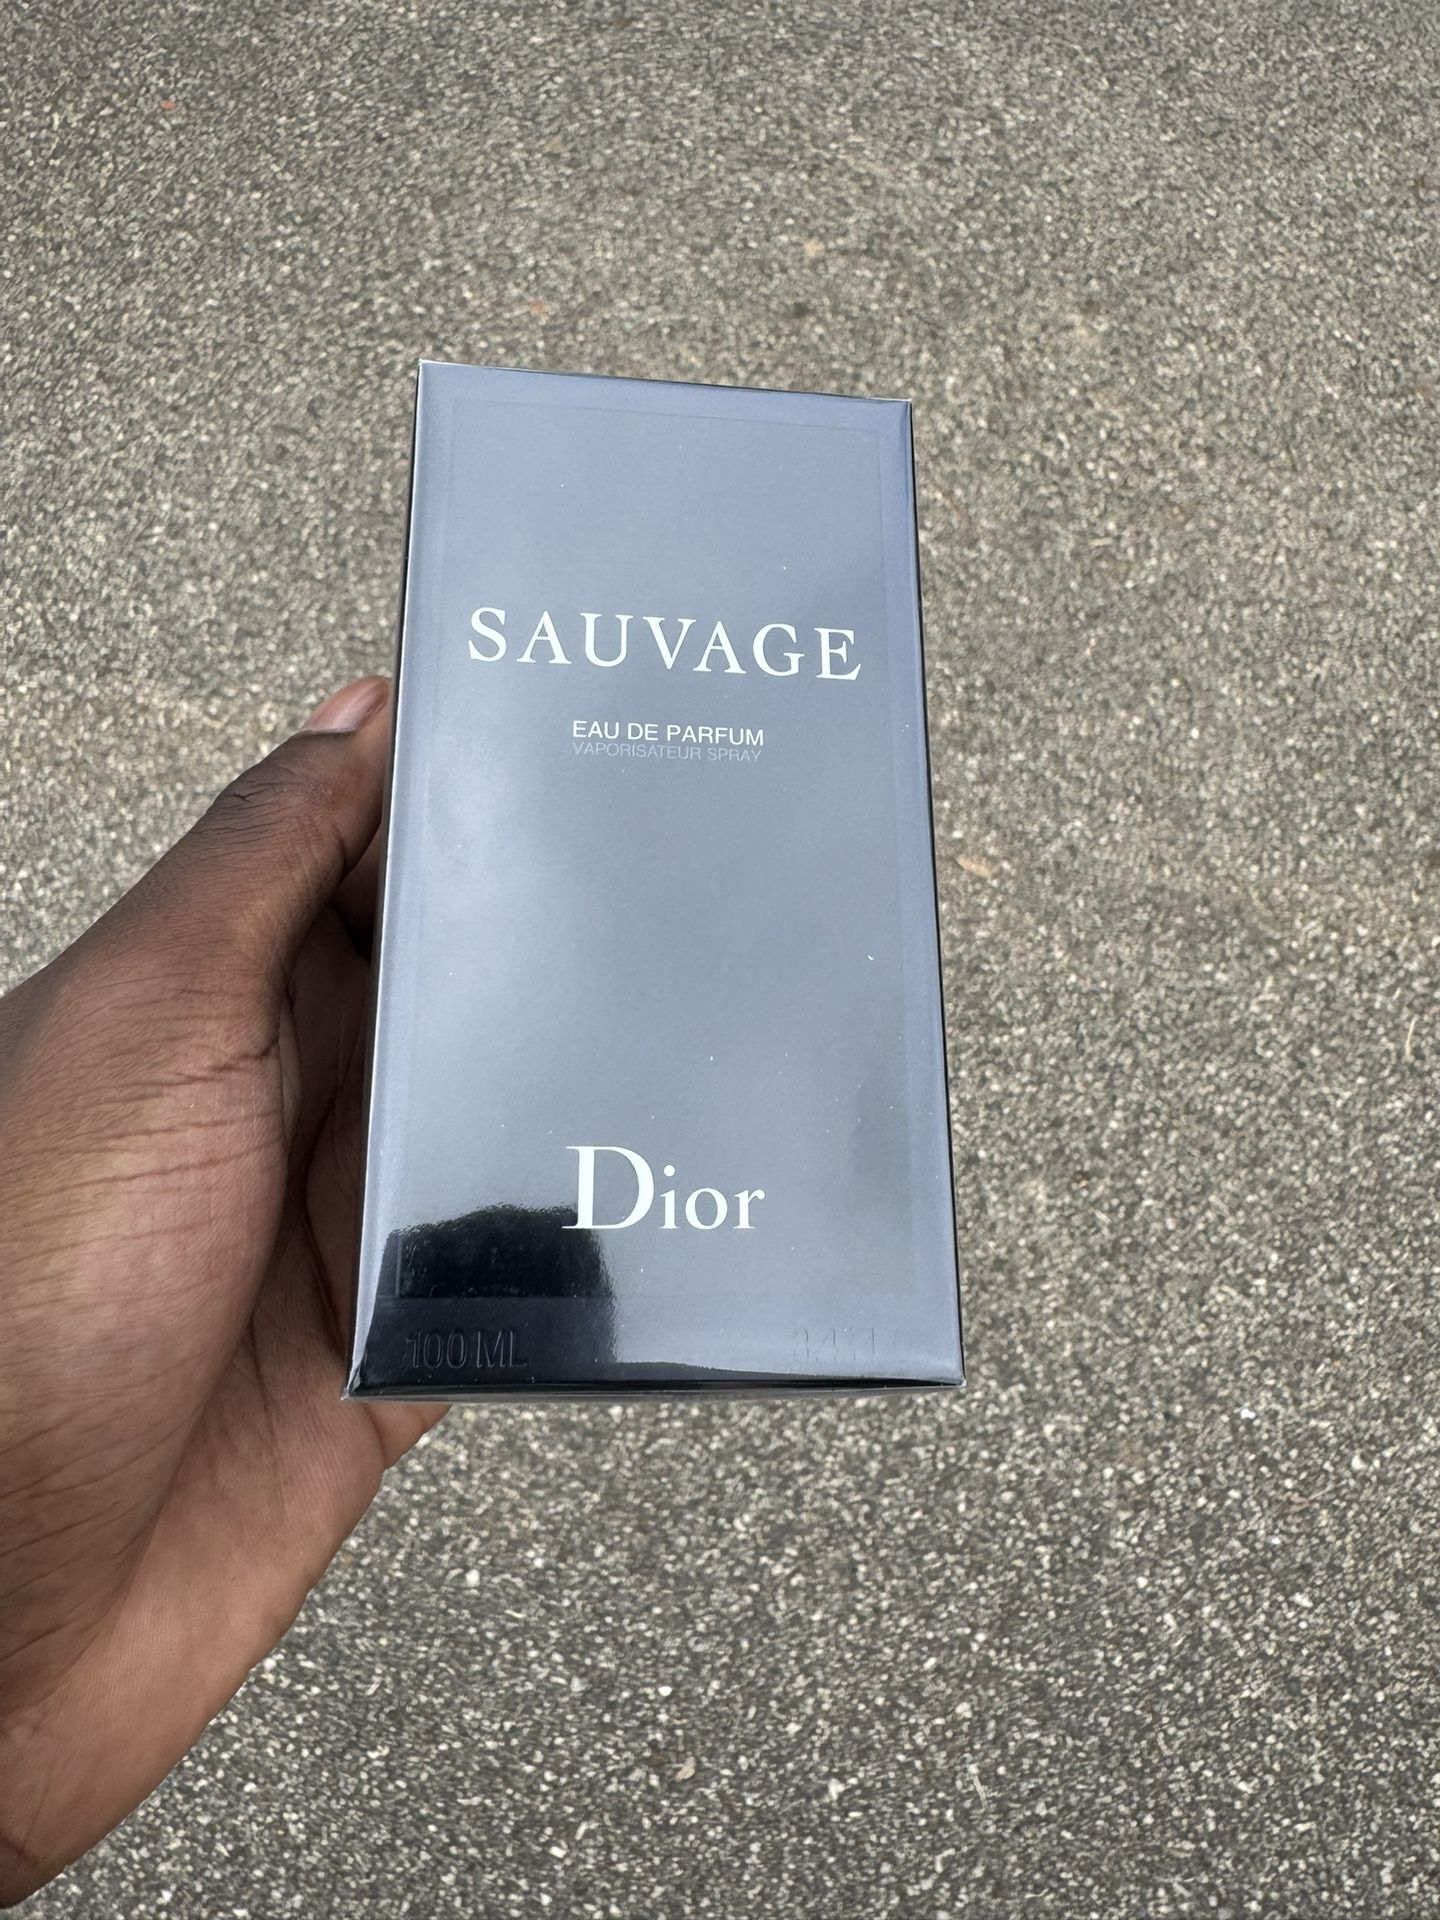 SAUVAGE
EAU DE PARFUM
VAPORISATEUR SPRAY
Dior
100 ML